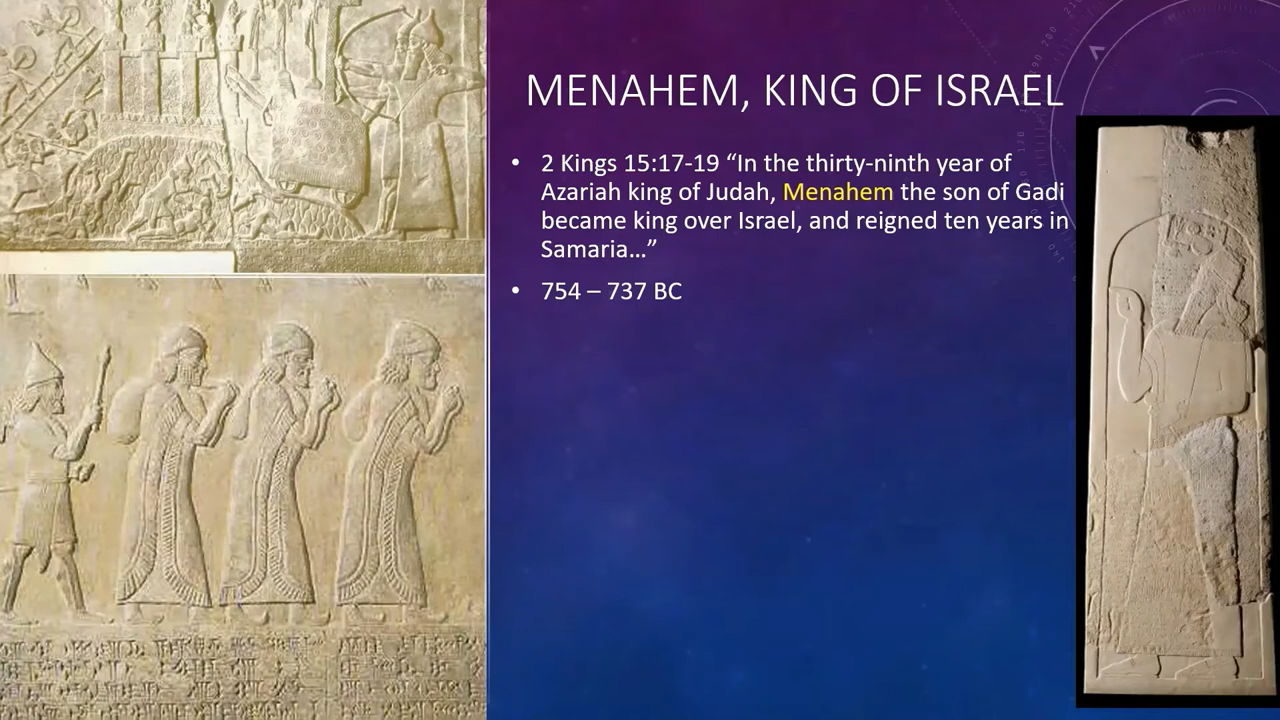 MENAHEM, KING OF ISRAEL
• 2 Kings 15:17-19 “In the thirty-ninth year of
Azariah king of Judah, Menahem the son of Gadi
became king over Israel, and reigned ten years in
Samaria…”
• 754 – 737 BC